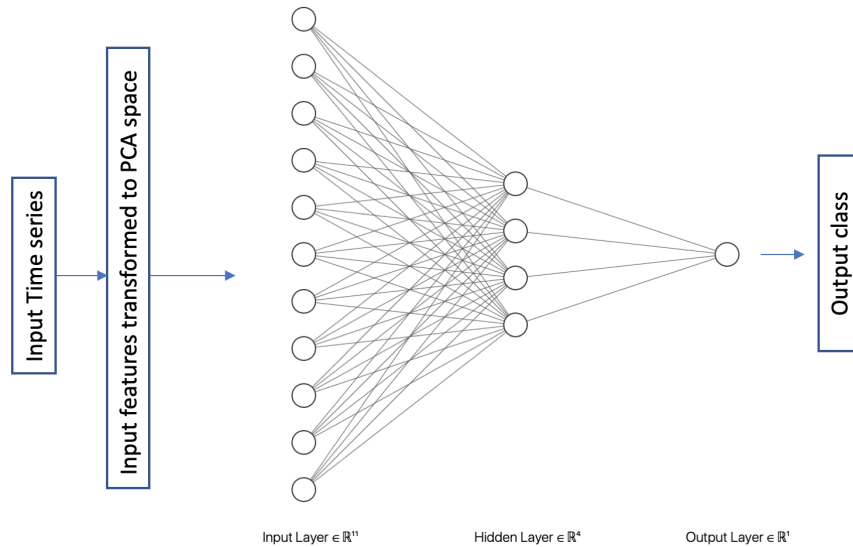 Input Time series
Input features transformed to PCA space
Output class
Input Layer ∈ ℝ¹¹
Hidden Layer ∈ ℝ⁴
Output Layer ∈ ℝ¹